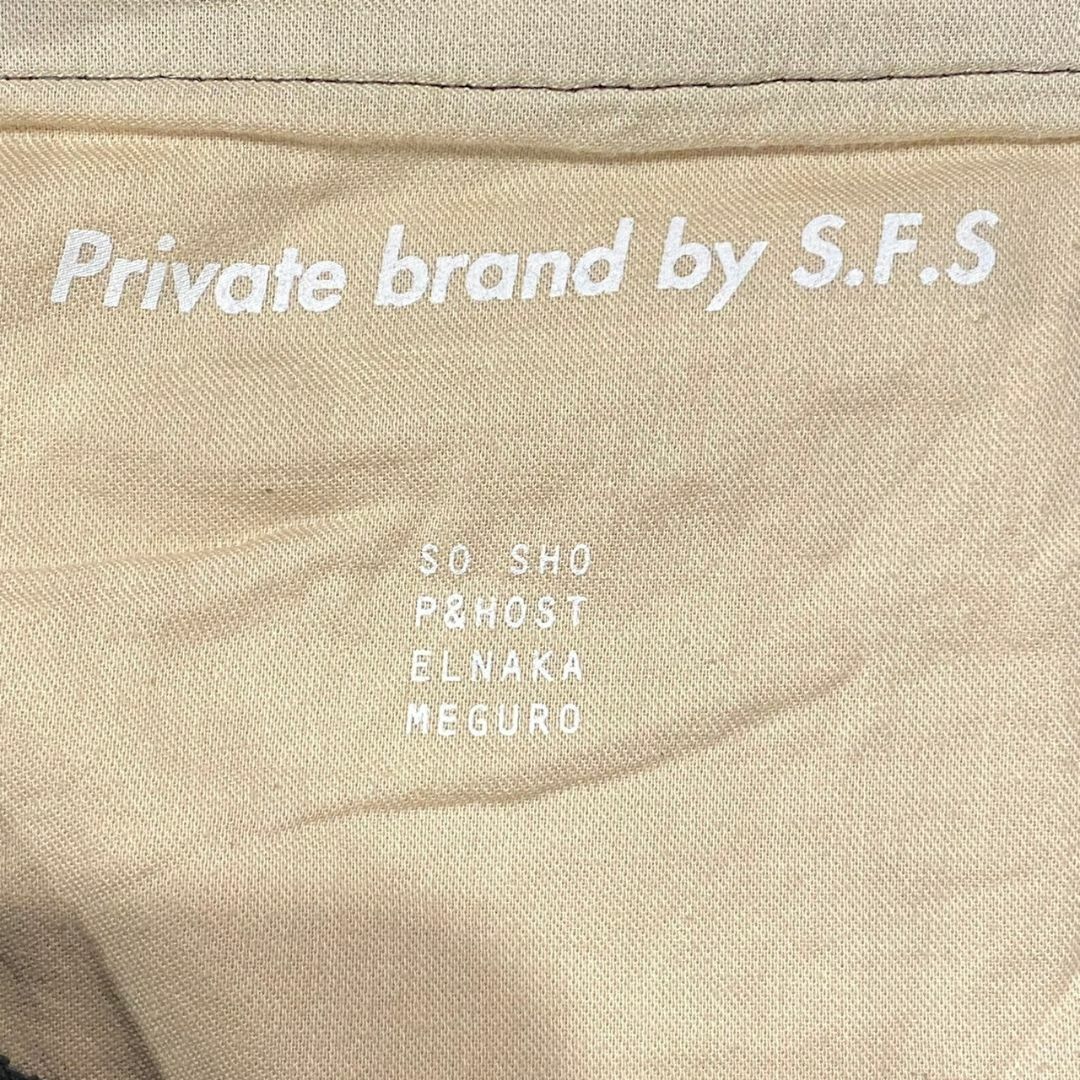 Private brand by S.F.S
SO SHO
P&HOST
ELNAKA
MEGURO